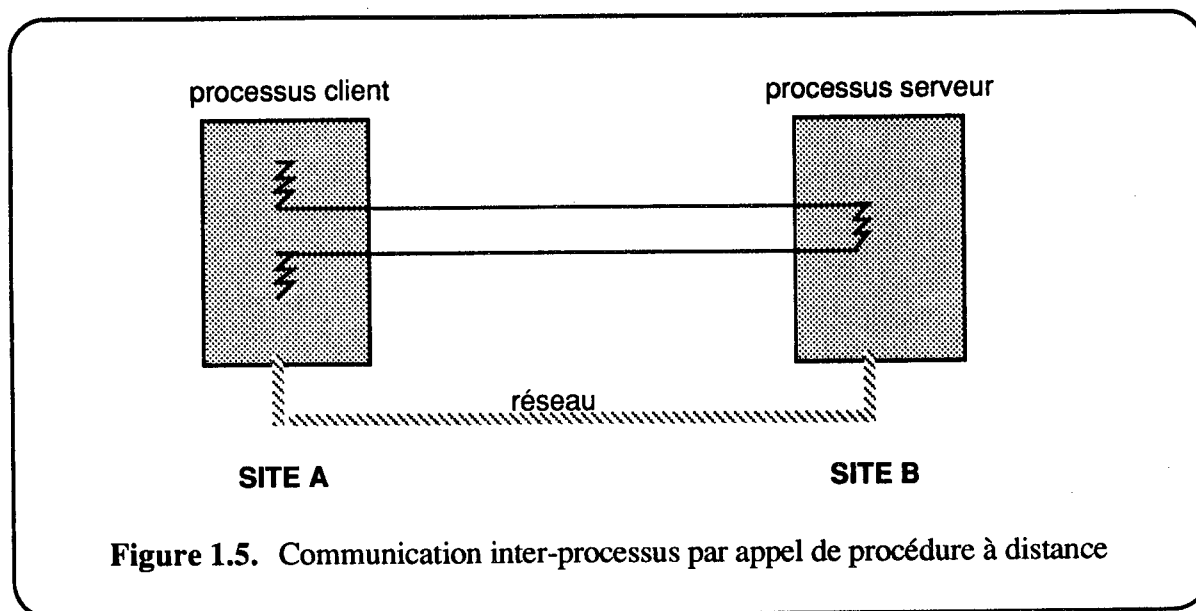 processus client
processus serveur
réseau
SITE A
SITE B
Figure 1.5. Communication inter-processus par appel de procédure à distance